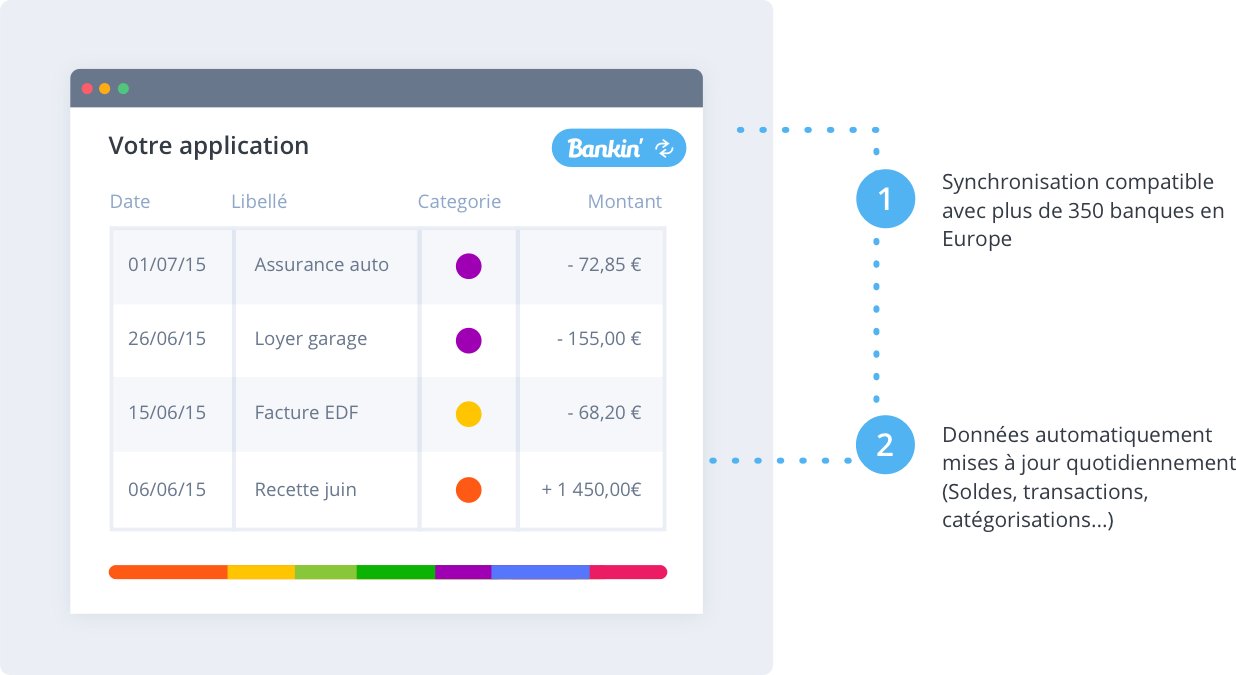 Votre application
Bankin'
Date Libellé Categorie Montant
01/07/15 Assurance auto - 72,85 €
26/06/15 Loyer garage - 155,00 €
15/06/15 Facture EDF - 68,20 €
06/06/15 Recette juin + 1 450,00€
1
Synchronisation compatible
avec plus de 350 banques en
Europe
2
Données automatiquement
mises à jour quotidiennement
(Soldes, transactions,
catégorisations...)